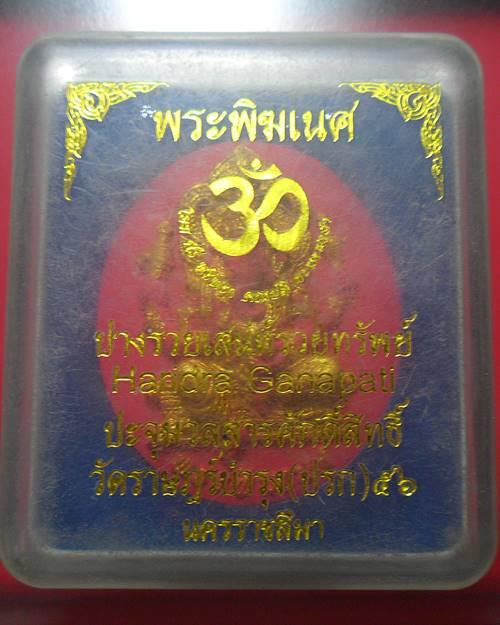 พระพิฆเนศ
ॐ
ปางรวยเสน่ห์รวยทรัพย์
Haridra Ganapati
ปะจุมวลสารศักดิ์สิทธิ์
วัดราษฎร์บำรุง(ปรก)๕๖
นครราชสีมา